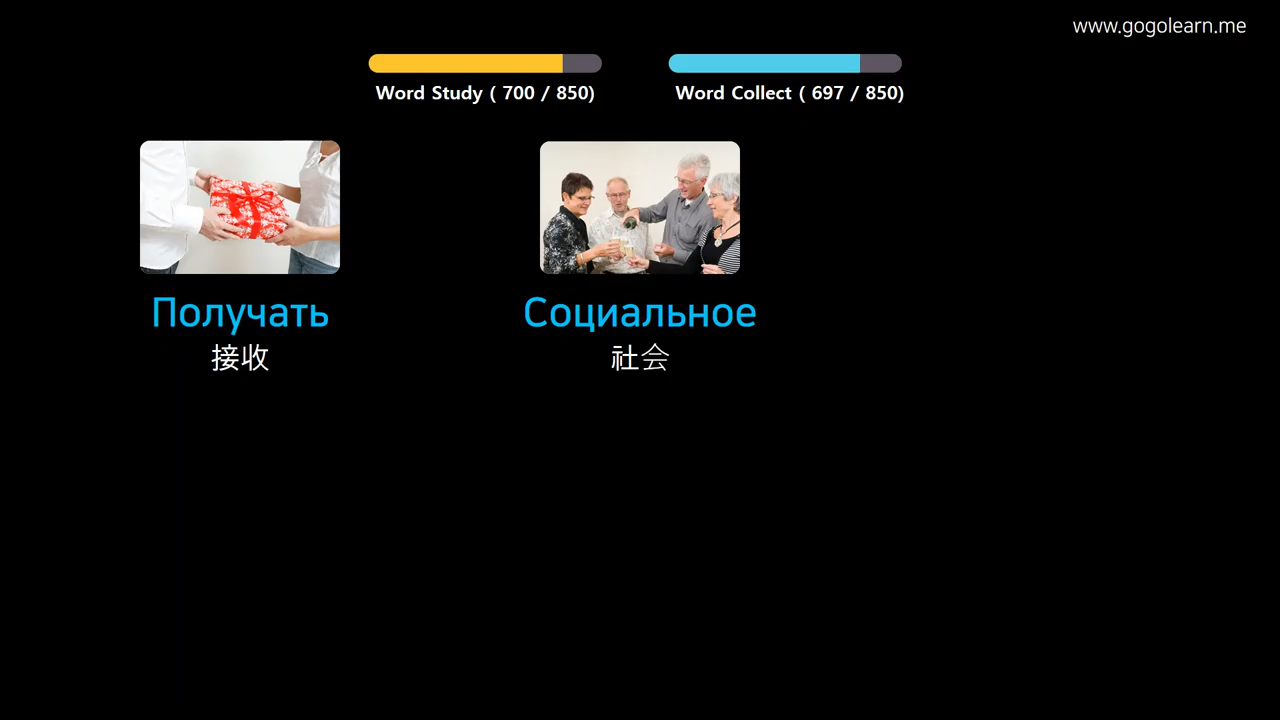 www.gogolearn.me
Word Study ( 700 / 850)
Word Collect ( 697 / 850)
Получать
接收
Социальное
社会